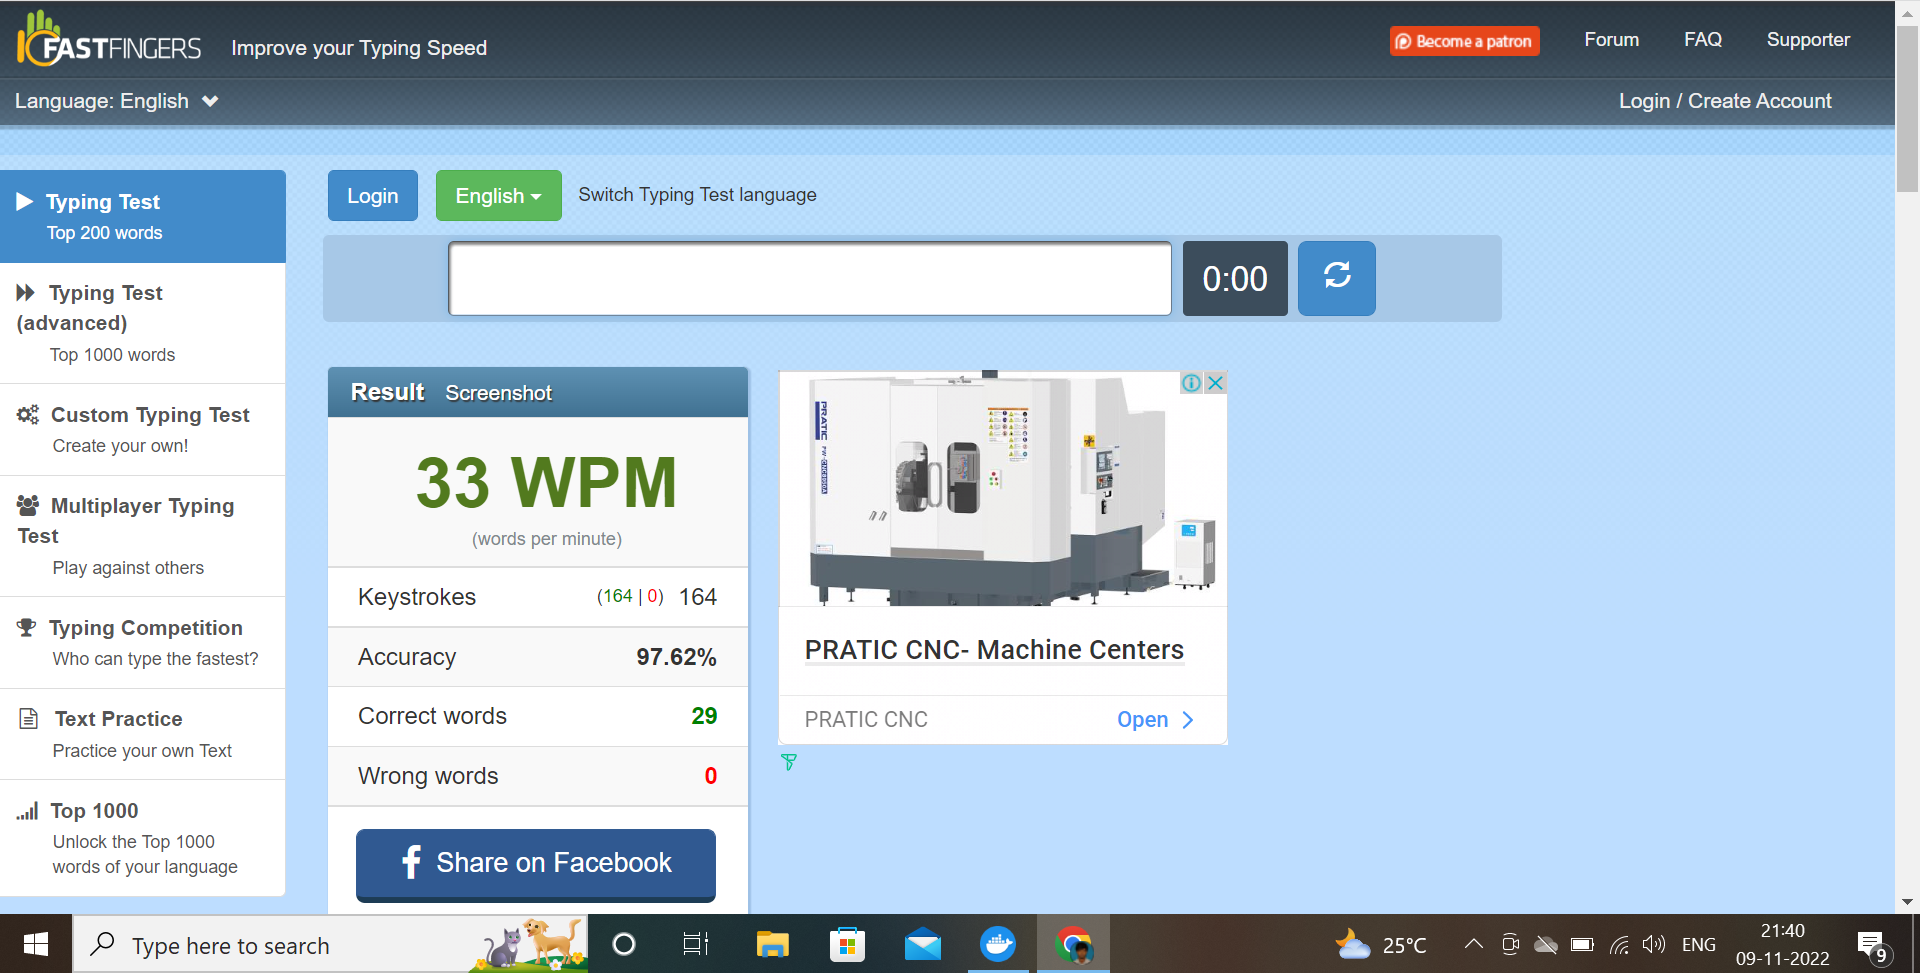 10FASTFINGERS
Improve your Typing Speed
Become a patron
Forum
FAQ
Supporter
Language: English
Login / Create Account
Typing Test
Top 200 words
Typing Test
(advanced)
Top 1000 words
Custom Typing Test
Create your own!
Multiplayer Typing
Test
Play against others
Typing Competition
Who can type the fastest?
Text Practice
Practice your own Text
Top 1000
Unlock the Top 1000
words of your language
Login
English
Switch Typing Test language
0:00
Result Screenshot
33 WPM
(words per minute)
Keystrokes (164 | 0) 164
Accuracy 97.62%
Correct words 29
Wrong words 0
f Share on Facebook
PRATIC
PRATIC CNC- Machine Centers
PRATIC CNC
Open
Type here to search
25°C
ENG
21:40
09-11-2022
9